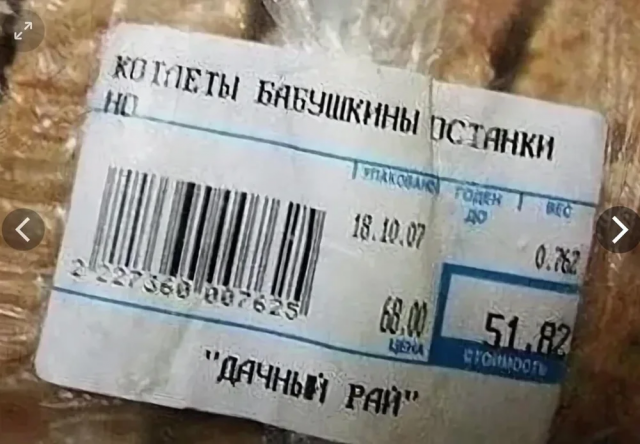 КОТЛЕТЫ БАБУШКИНЫ ОСТАНКИ
НО
УПАКОВАНО
ГОДЕН ДО
ВЕС
18.10.07
0.762
2 227360 007625
68.00
ЦЕНА
51.82
СТОИМОСТЬ
"ДАЧНЫЙ РАЙ"